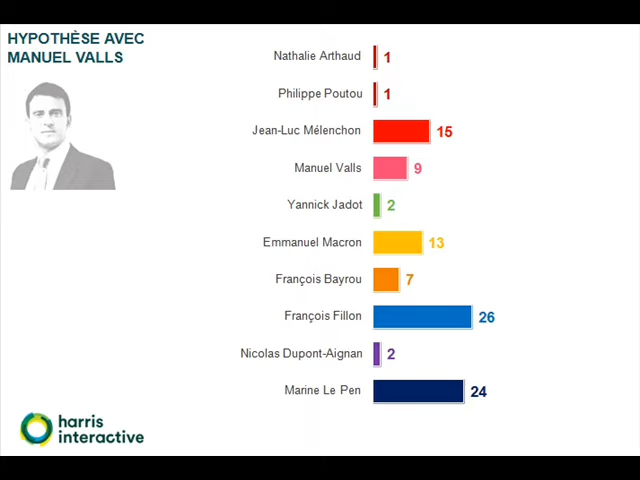 HYPOTHÈSE AVEC
MANUEL VALLS
Nathalie Arthaud 1
Philippe Poutou 1
Jean-Luc Mélenchon 15
Manuel Valls 9
Yannick Jadot 2
Emmanuel Macron 13
François Bayrou 7
François Fillon 26
Nicolas Dupont-Aignan 2
Marine Le Pen 24
harris
interactive